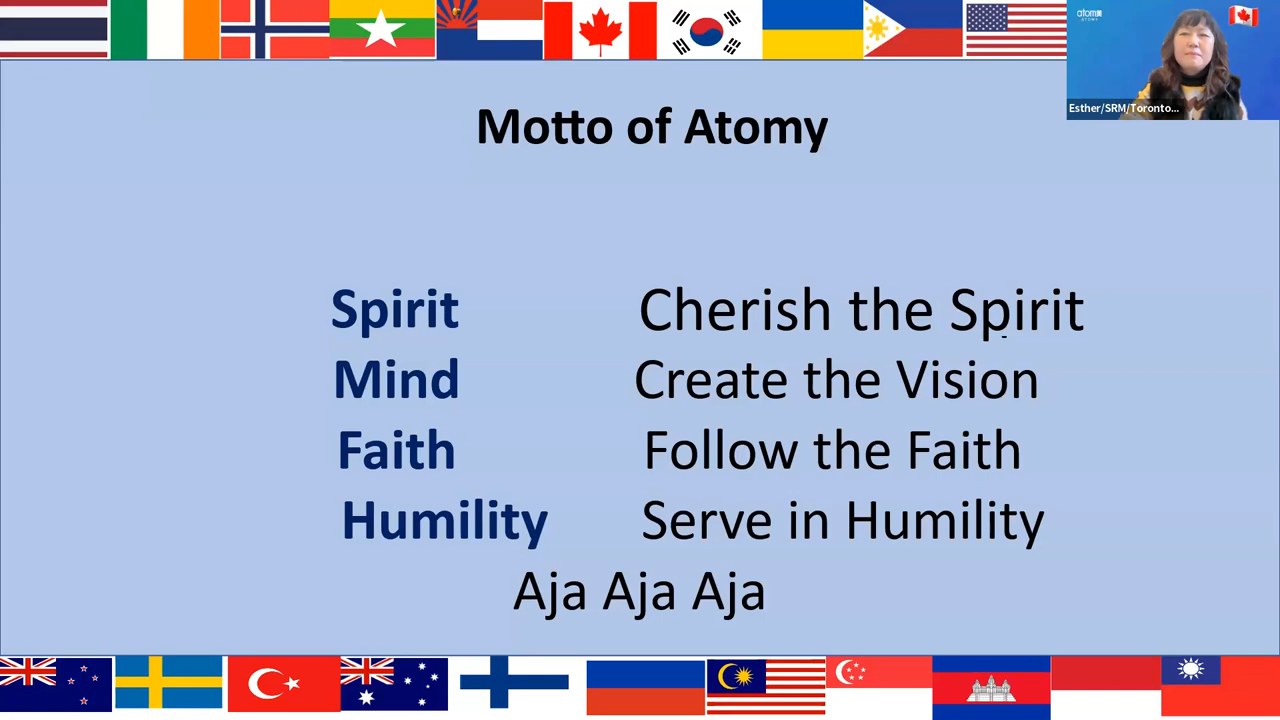 atom
ATOMY
Esther/SRM/Toronto...
Motto of Atomy
Spirit Cherish the Spirit
Mind Create the Vision
Faith Follow the Faith
Humility Serve in Humility
Aja Aja Aja